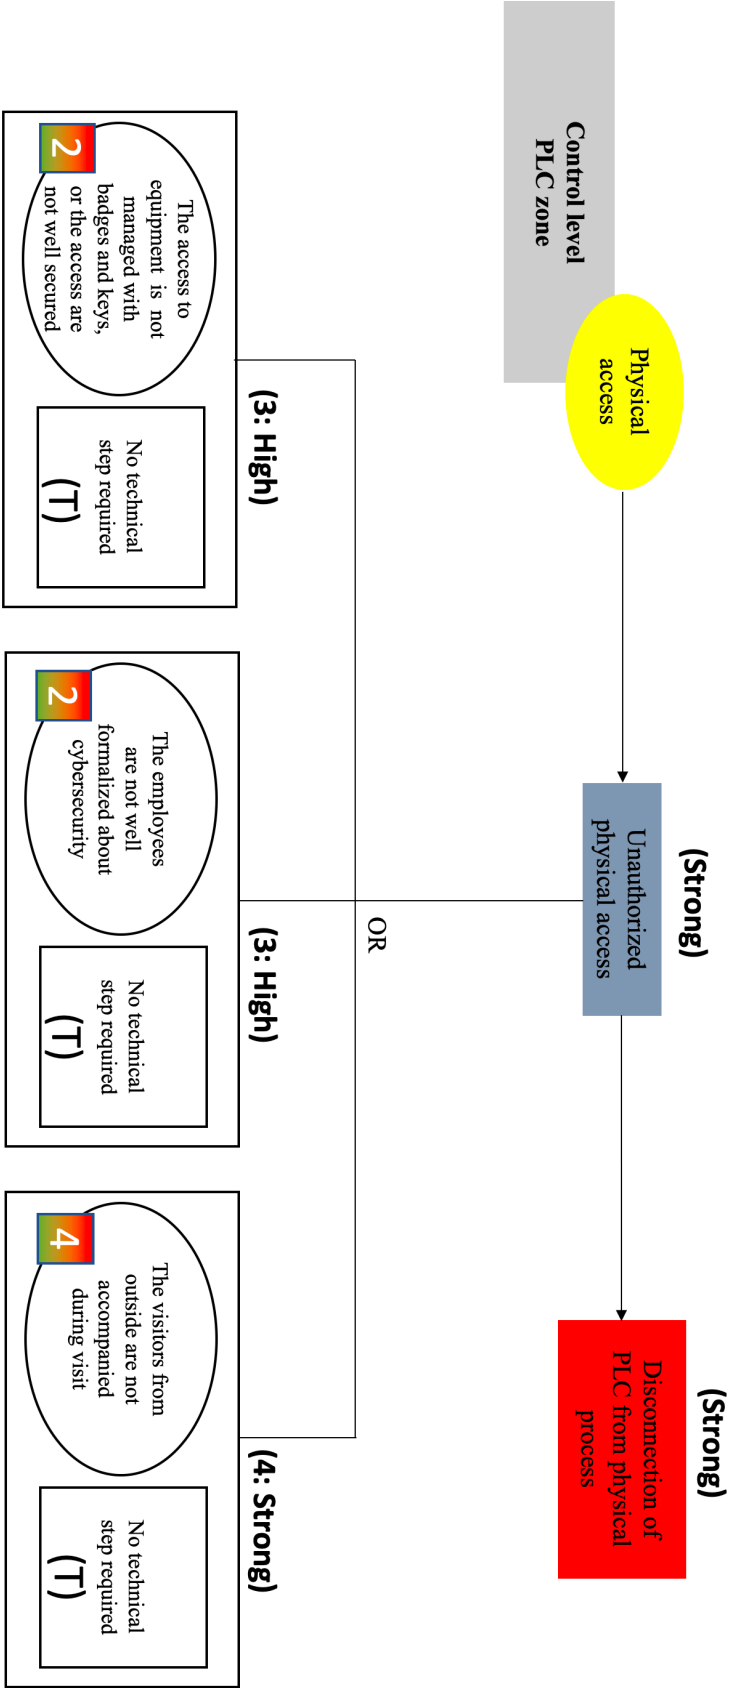 Control level
PLC zone
Physical
access
(Strong)
Unauthorized
physical access
(Strong)
Disconnection of
PLC from physical
process
OR
(3: High)
The access to
equipment is not
managed with
badges and keys,
or the access are
not well secured
2
No technical
step required
(T)
(3: High)
The employees
are not well
formalized about
cybersecurity
2
No technical
step required
(T)
(4: Strong)
The visitors from
outside are not
accompanied
during visit
4
No technical
step required
(T)